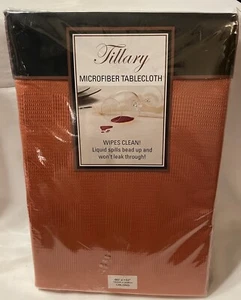 Tillary
MICROFIBER TABLECLOTH
WIPES CLEAN!
Liquid spills bead up and
won't leak through!